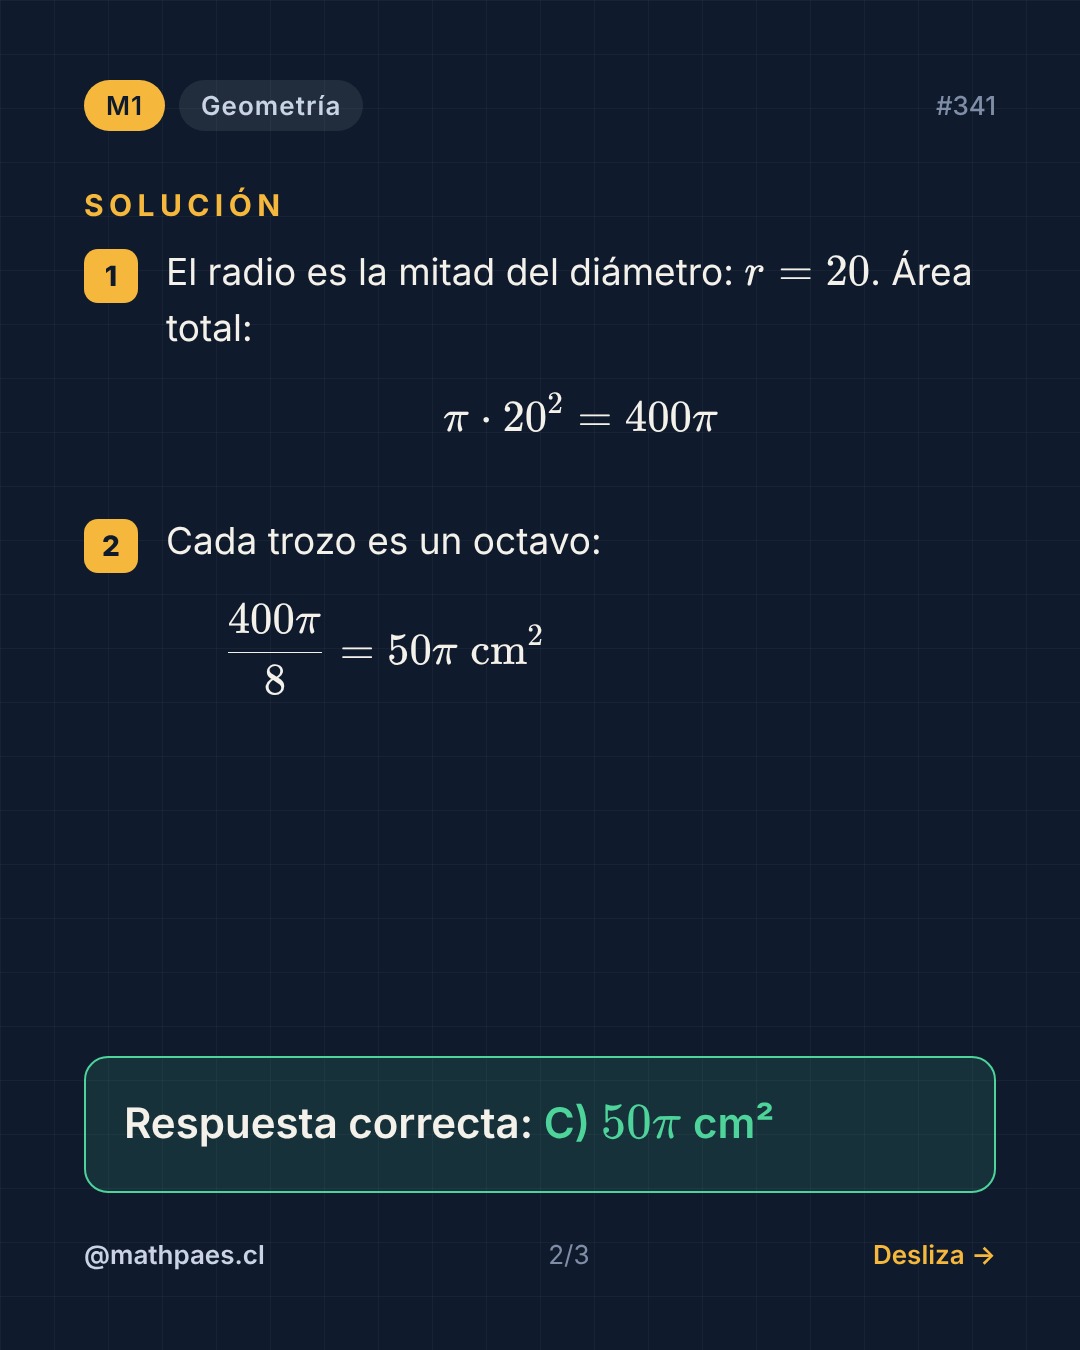 M1 Geometría #341
SOLUCIÓN
1 El radio es la mitad del diámetro: r = 20. Área
total:
π · 20² = 400π
2 Cada trozo es un octavo:
400π/8 = 50π cm²
Respuesta correcta: C) 50π cm²
@mathpaes.cl 2/3 Desliza →